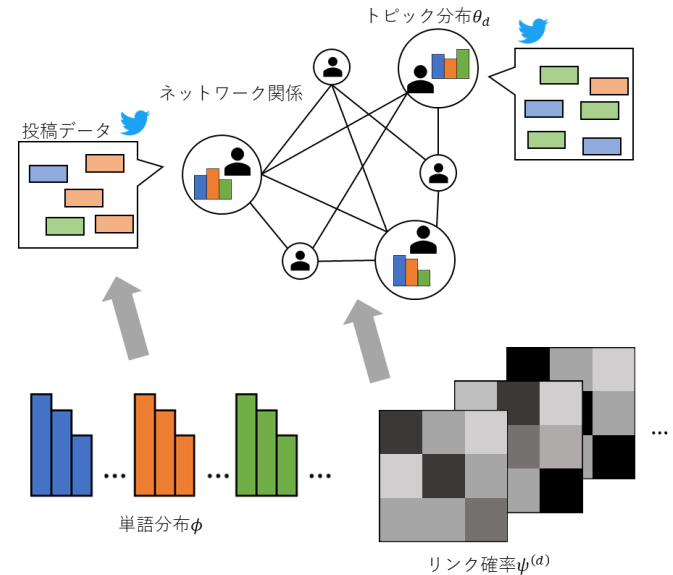 トピック分布θ_d
ネットワーク関係
投稿データ
...
...
...
...
単語分布ϕ
リンク確率ψ^(d)